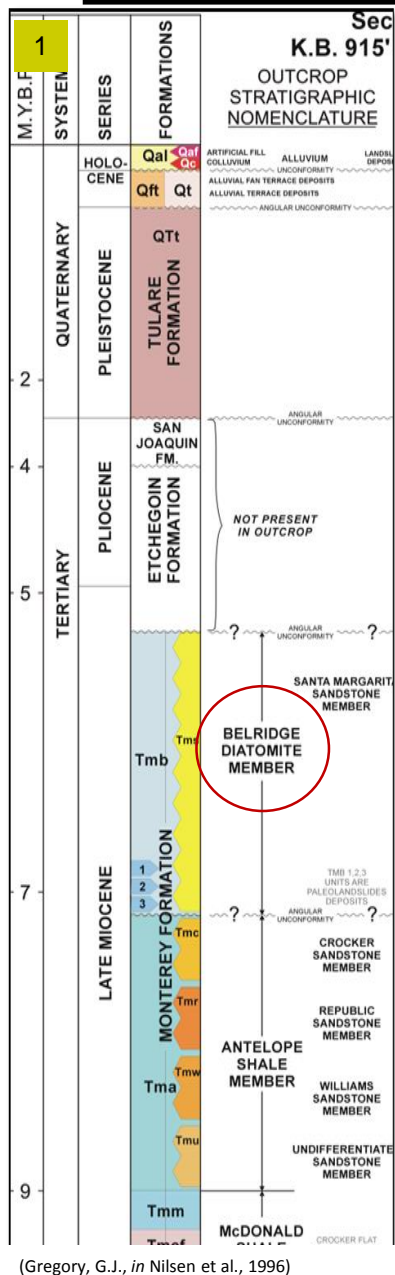 1
Sec
K.B. 915'
M.Y.B.P
SYSTEM
SERIES
FORMATIONS
OUTCROP
STRATIGRAPHIC
NOMENCLATURE
HOLO-
CENE
Qal
Qaf
Qc
ARTIFICIAL FILL
COLLUVIUM
ALLUVIUM
LANDSL
DEPOS
UNCONFORMITY
Qft
Qt
ALLUVIAL FAN TERRACE DEPOSITS
ALLUVIAL TERRACE DEPOSITS
ANGULAR UNCONFORMITY
QTt
QUATERNARY
PLEISTOCENE
TULARE
FORMATION
2
ANGULAR
UNCONFORMITY
SAN
JOAQUIN
FM.
4
TERTIARY
PLIOCENE
ETCHEGOIN
FORMATION
NOT PRESENT
IN OUTCROP
5
?
ANGULAR
UNCONFORMITY
?
SANTA MARGARITA
SANDSTONE
MEMBER
Tms
BELRIDGE
DIATOMITE
MEMBER
Tmb
1
2
3
TMB 1,2,3
UNITS ARE
PALEOLANDSLIDES
DEPOSITS
7
?
ANGULAR
UNCONFORMITY
?
LATE MIOCENE
MONTEREY FORMATION
Tmc
CROCKER
SANDSTONE
MEMBER
Tmr
REPUBLIC
SANDSTONE
MEMBER
ANTELOPE
SHALE
MEMBER
Tma
Tmw
WILLIAMS
SANDSTONE
MEMBER
Tmu
UNDIFFERENTIATE
SANDSTONE
MEMBER
9
Tmm
McDONALD
CROCKER FLAT
(Gregory, G.J., in Nilsen et al., 1996)